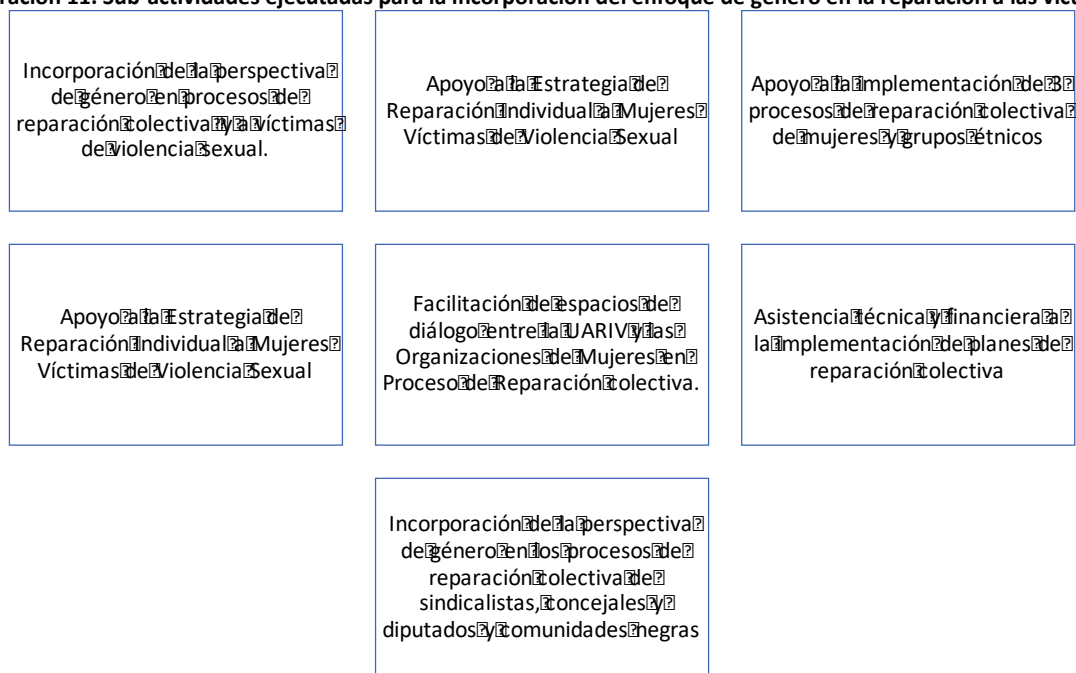 ración 11. Sub-actividades ejecutadas para la incorporación del enfoque de género en la reparación a las víct
Incorporación de la perspectiva
de género en procesos de
reparación colectiva y a víctimas
de violencia sexual.
Apoyo a la Estrategia de
Reparación Individual a Mujeres
Víctimas de Violencia Sexual
Apoyo a la implementación de 3
procesos de reparación colectiva
de mujeres y grupos étnicos
Apoyo a la Estrategia de
Reparación Individual a Mujeres
Víctimas de Violencia Sexual
Facilitación de espacios de
diálogo entre la UARIV y las
Organizaciones de Mujeres en
Proceso de Reparación colectiva.
Asistencia técnica y financiera a
la implementación de planes de
reparación colectiva
Incorporación de la perspectiva
de género en los procesos de
reparación colectiva de
sindicalistas, concejales y
diputados y comunidades negras